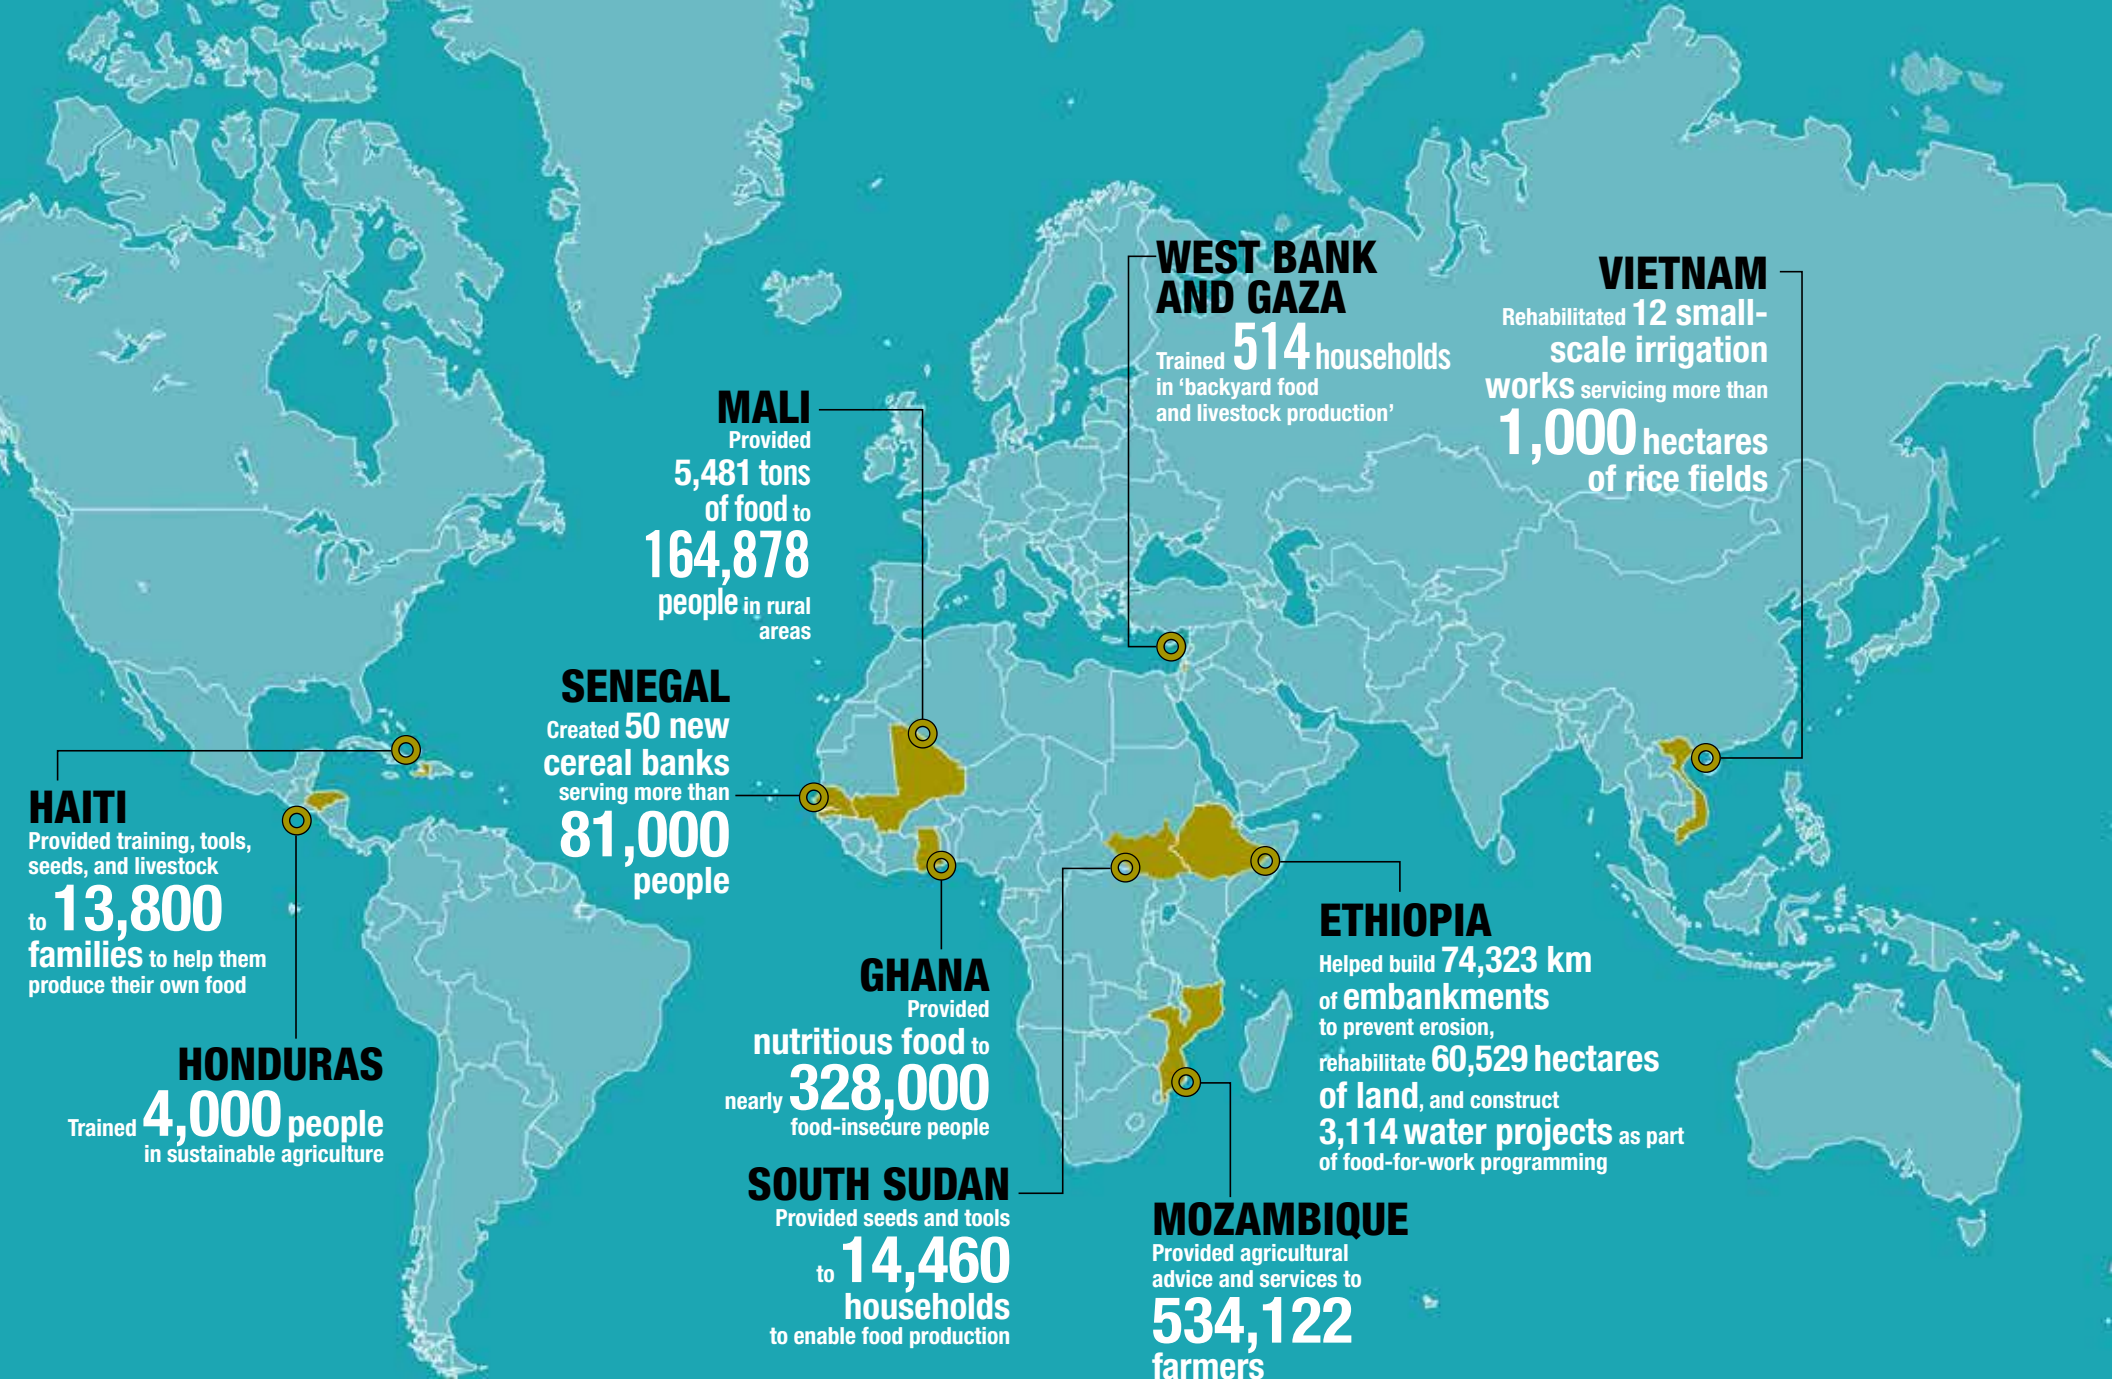 WEST BANK
AND GAZA
Trained 514 households
in ‘backyard food
and livestock production’
VIETNAM
Rehabilitated 12 small-
scale irrigation
works servicing more than
1,000 hectares
of rice fields
MALI
Provided
5,481 tons
of food to
164,878
people in rural
areas
SENEGAL
Created 50 new
cereal banks
serving more than
81,000
people
HAITI
Provided training, tools,
seeds, and livestock
to 13,800
families to help them
produce their own food
HONDURAS
Trained 4,000 people
in sustainable agriculture
GHANA
Provided
nutritious food to
nearly 328,000
food-insecure people
ETHIOPIA
Helped build 74,323 km
of embankments
to prevent erosion,
rehabilitate 60,529 hectares
of land, and construct
3,114 water projects as part
of food-for-work programming
SOUTH SUDAN
Provided seeds and tools
to 14,460
households
to enable food production
MOZAMBIQUE
Provided agricultural
advice and services to
534,122
farmers